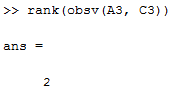 >> rank(obsv(A3, C3))
ans =
2